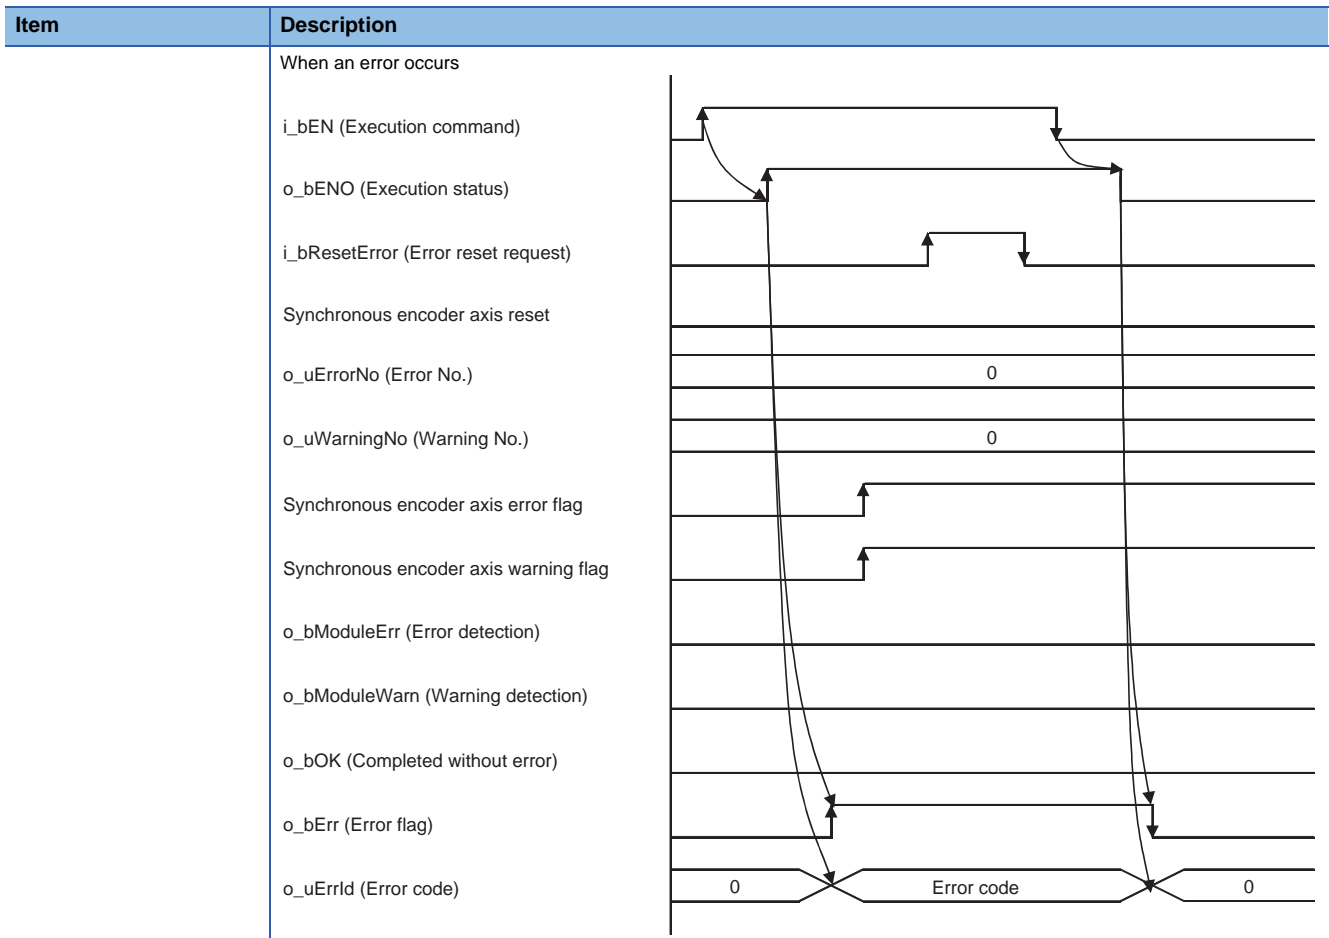 Item Description
When an error occurs
i_bEN (Execution command)
o_bENO (Execution status)
i_bResetError (Error reset request)
Synchronous encoder axis reset
o_uErrorNo (Error No.) 0
o_uWarningNo (Warning No.) 0
Synchronous encoder axis error flag
Synchronous encoder axis warning flag
o_bModuleErr (Error detection)
o_bModuleWarn (Warning detection)
o_bOK (Completed without error)
o_bErr (Error flag)
o_uErrId (Error code) 0 Error code 0